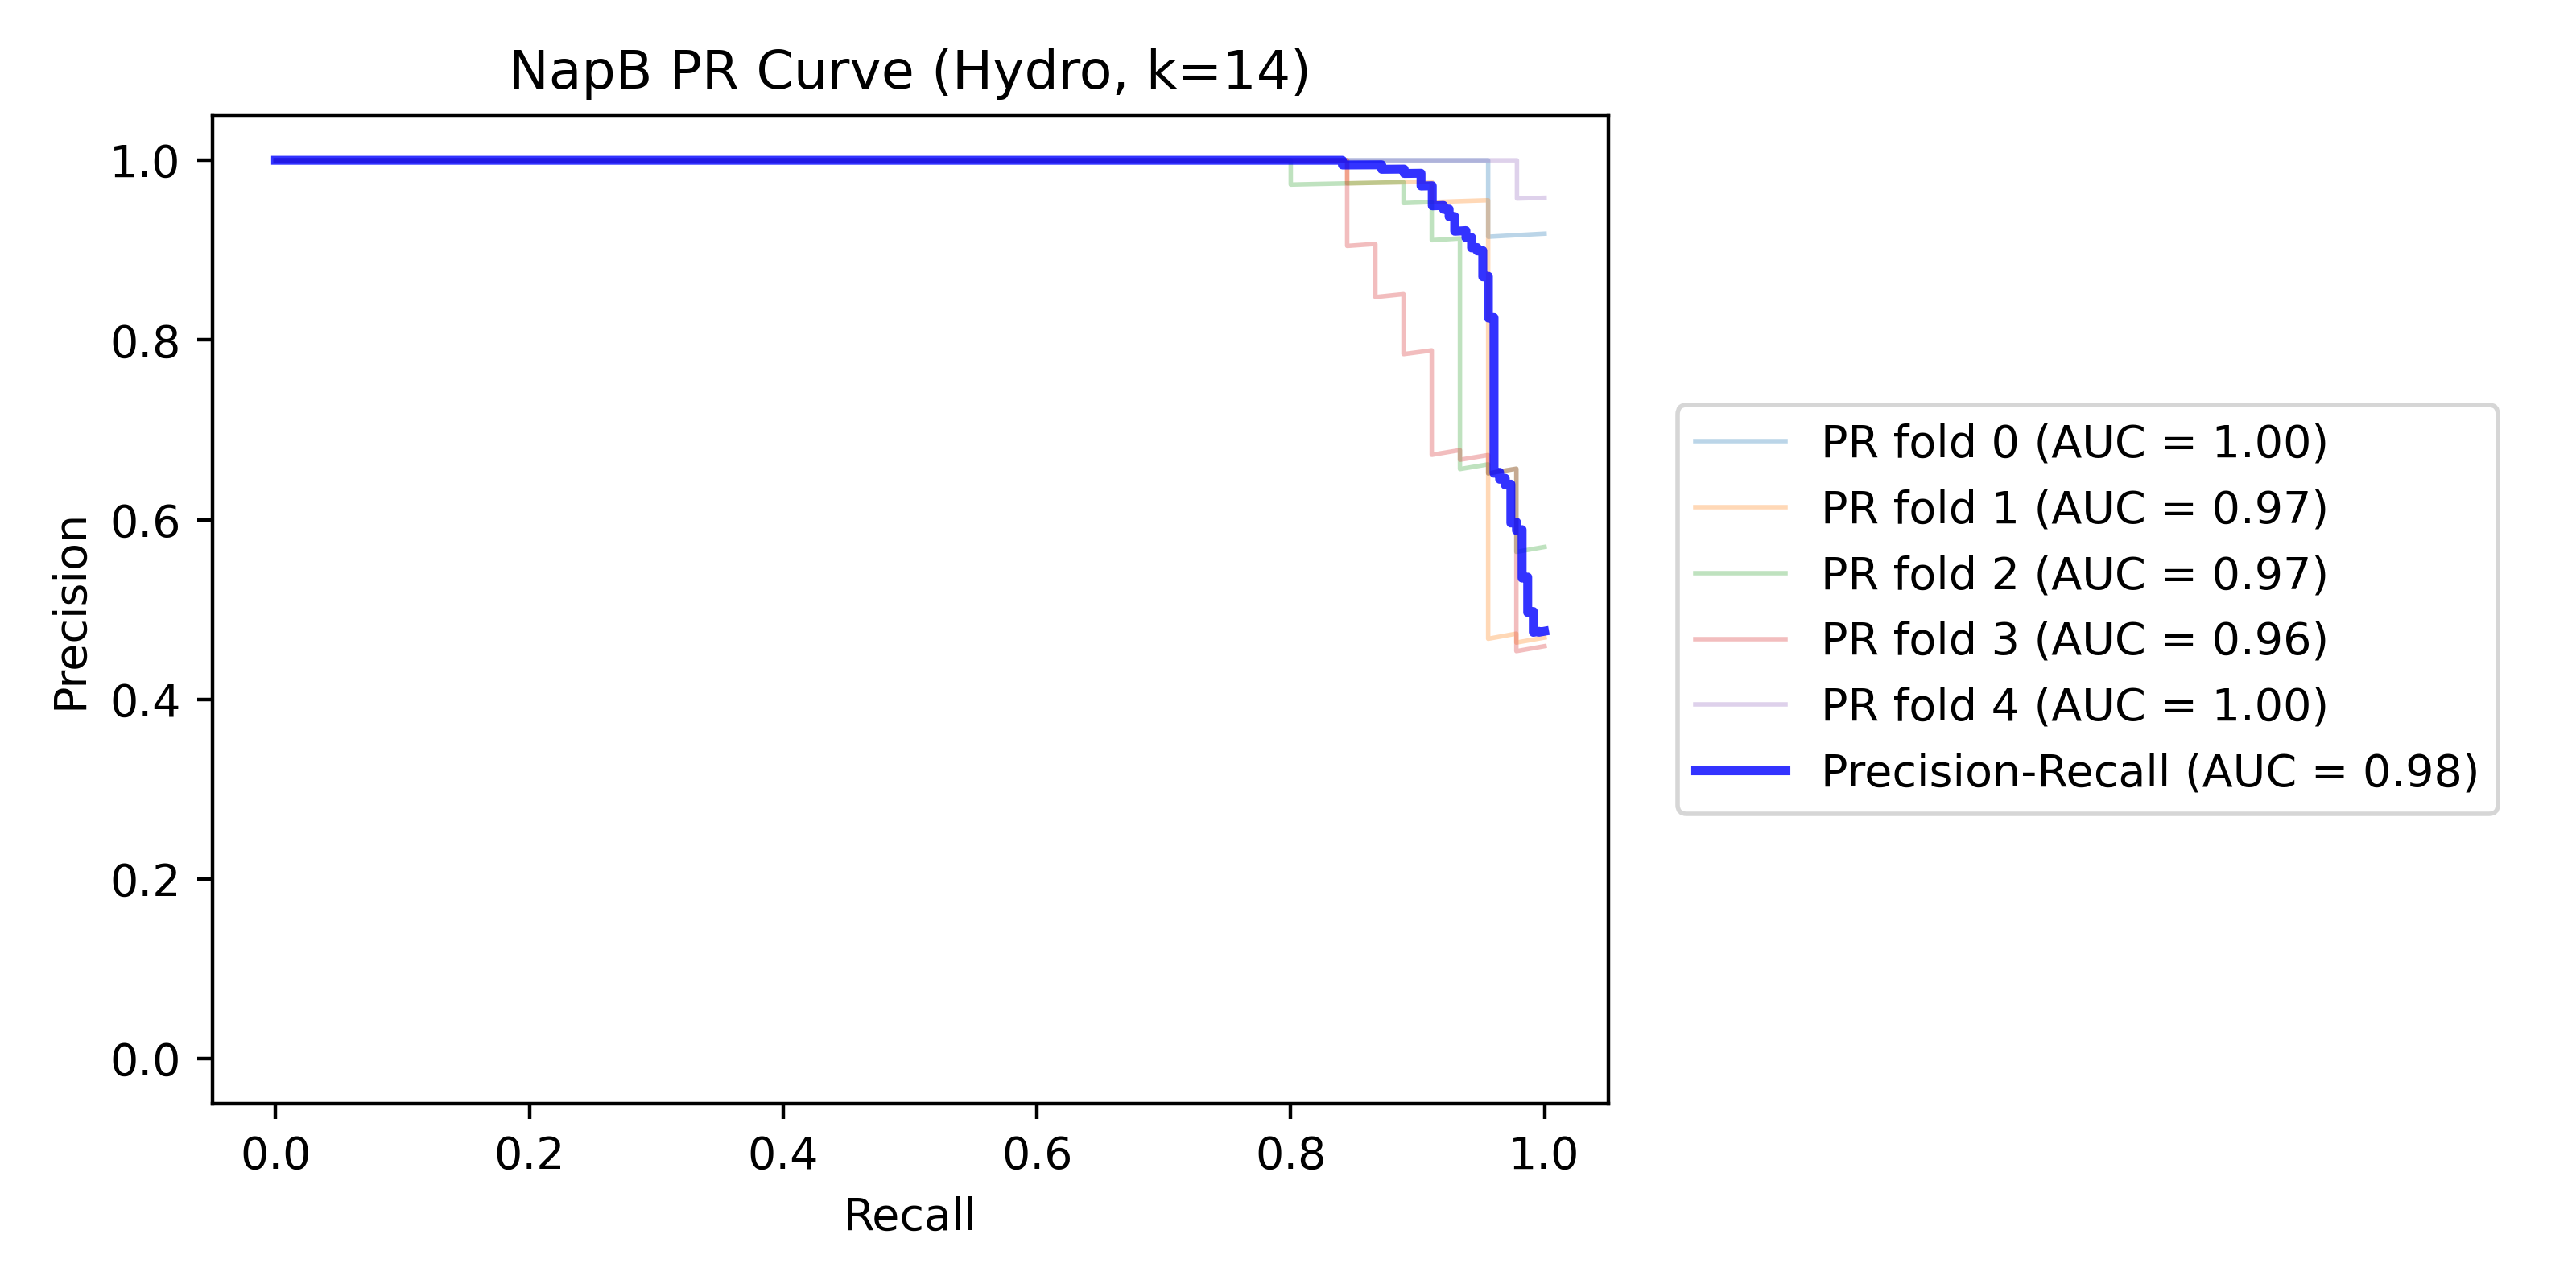 NapB PR Curve (Hydro, k=14)
Precision
1.0
0.8
0.6
0.4
0.2
0.0
0.0 0.2 0.4 0.6 0.8 1.0
Recall
PR fold 0 (AUC = 1.00)
PR fold 1 (AUC = 0.97)
PR fold 2 (AUC = 0.97)
PR fold 3 (AUC = 0.96)
PR fold 4 (AUC = 1.00)
Precision-Recall (AUC = 0.98)